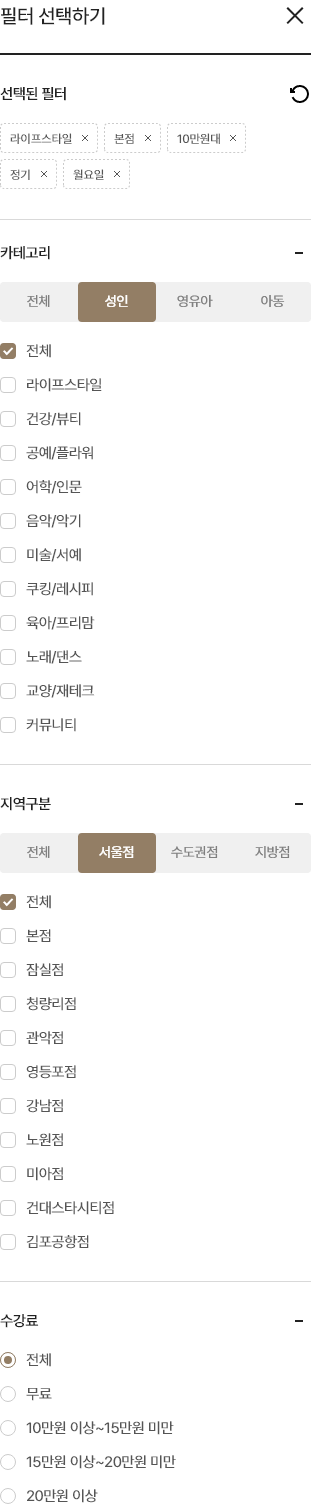 필터 선택하기
선택된 필터
라이프스타일 본점 10만원대
정기 월요일
카테고리
전체 성인 영유아 아동
전체
라이프스타일
건강/뷰티
공예/플라워
어학/인문
음악/악기
미술/서예
쿠킹/레시피
육아/프리맘
노래/댄스
교양/재테크
커뮤니티
지역구분
전체 서울점 수도권점 지방점
전체
본점
잠실점
청량리점
관악점
영등포점
강남점
노원점
미아점
건대스타시티점
김포공항점
수강료
전체
무료
10만원 이상~15만원 미만
15만원 이상~20만원 미만
20만원 이상